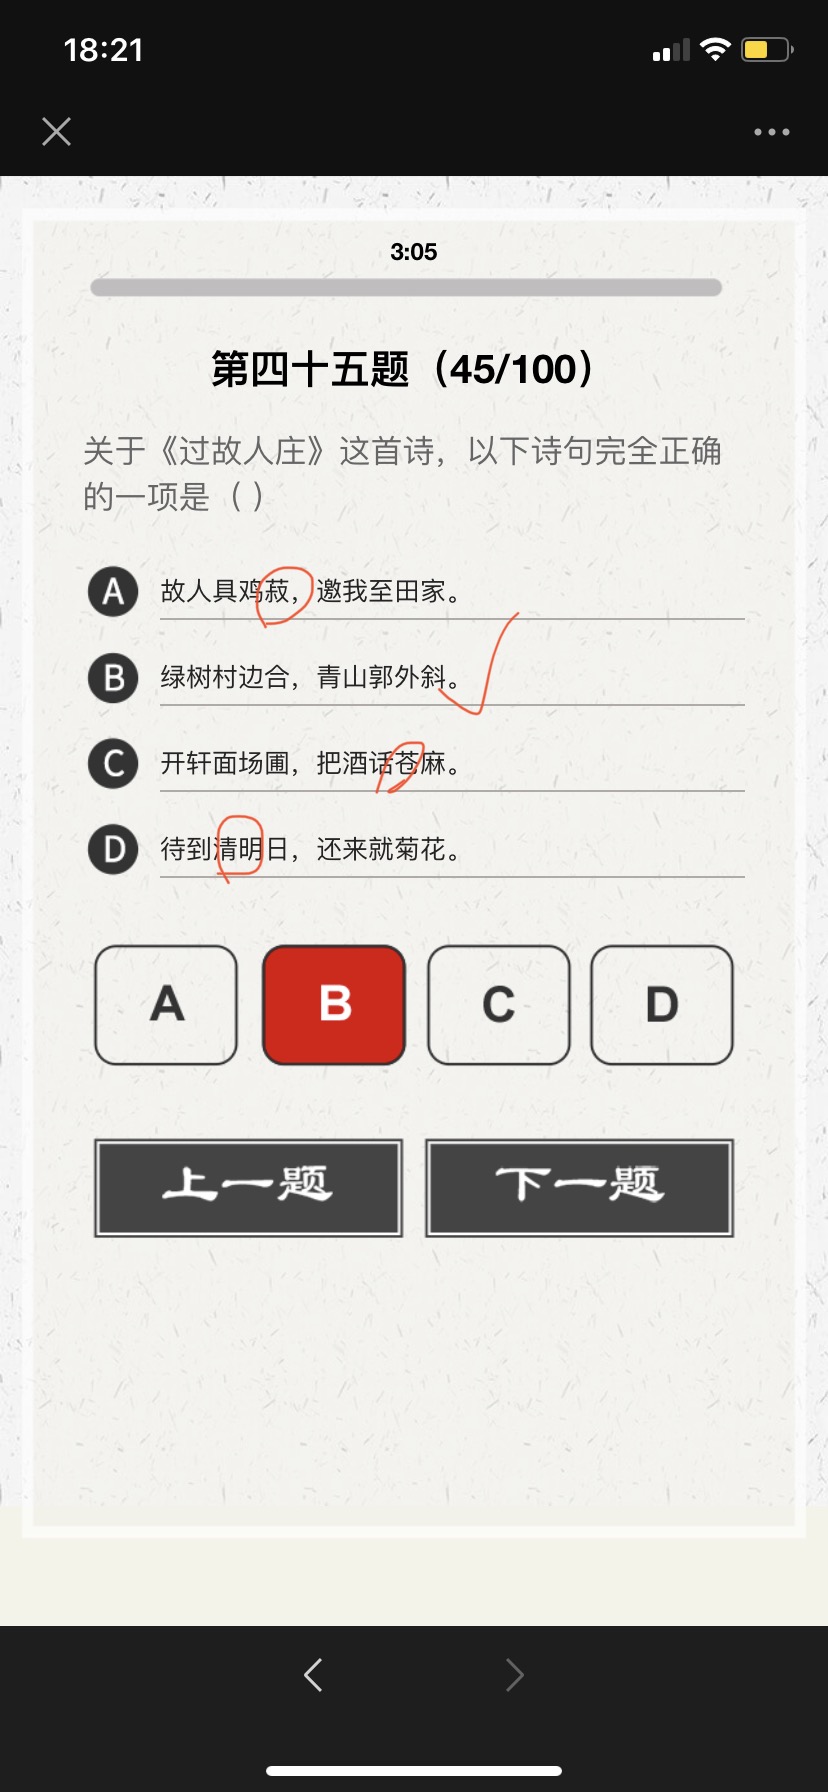 18:21
3:05
第四十五题（45/100）
关于《过故人庄》这首诗，以下诗句完全正确
的一项是（ ）
A 故人具鸡菽，邀我至田家。
B 绿树村边合，青山郭外斜。
C 开轩面场圃，把酒话苍麻。
D 待到清明日，还来就菊花。
A B C D
上一题 下一题